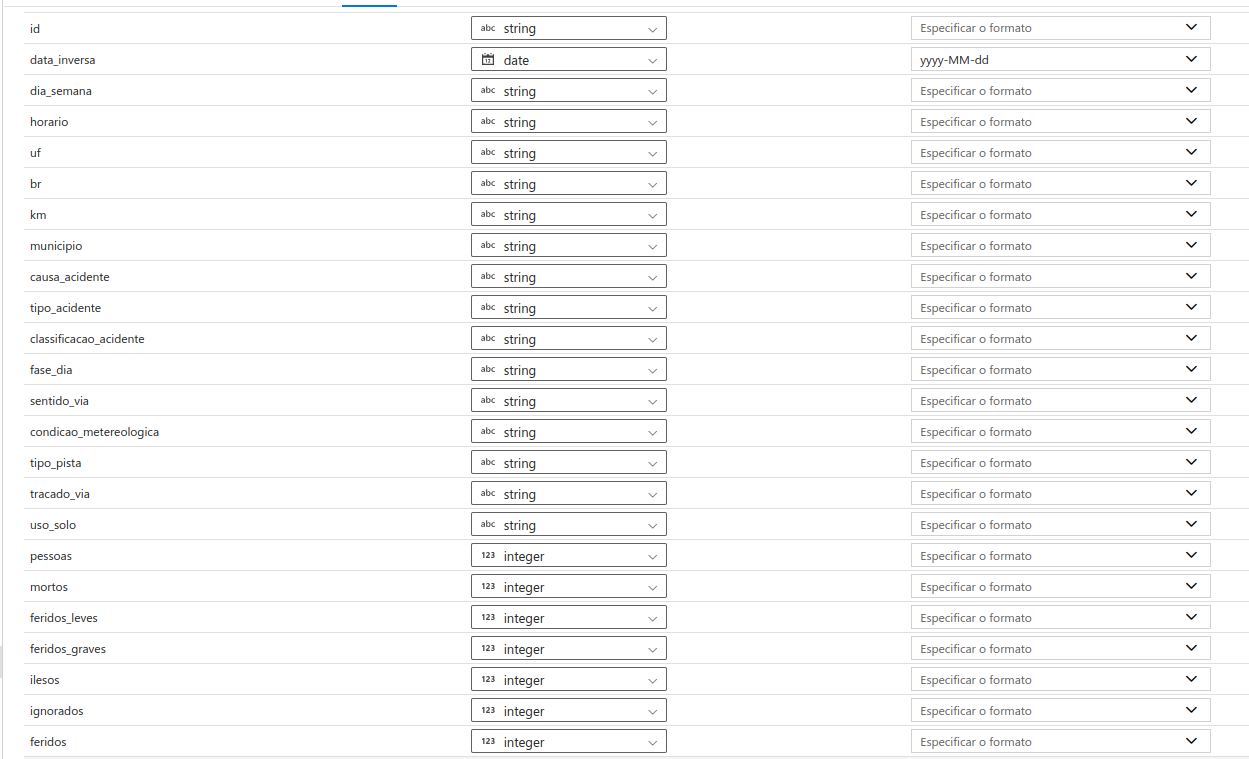 id abc string Especificar o formato
data_inversa 12 date yyyy-MM-dd
dia_semana abc string Especificar o formato
horario abc string Especificar o formato
uf abc string Especificar o formato
br abc string Especificar o formato
km abc string Especificar o formato
municipio abc string Especificar o formato
causa_acidente abc string Especificar o formato
tipo_acidente abc string Especificar o formato
classificacao_acidente abc string Especificar o formato
fase_dia abc string Especificar o formato
sentido_via abc string Especificar o formato
condicao_metereologica abc string Especificar o formato
tipo_pista abc string Especificar o formato
tracado_via abc string Especificar o formato
uso_solo abc string Especificar o formato
pessoas 123 integer Especificar o formato
mortos 123 integer Especificar o formato
feridos_leves 123 integer Especificar o formato
feridos_graves 123 integer Especificar o formato
ilesos 123 integer Especificar o formato
ignorados 123 integer Especificar o formato
feridos 123 integer Especificar o formato